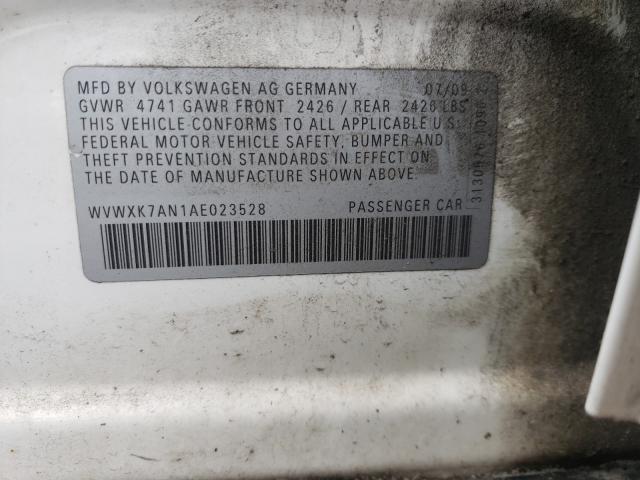 MFD BY VOLKSWAGEN AG GERMANY 07/09
GVWR 4741 GAWR FRONT 2426 / REAR 2426 LBS
THIS VEHICLE CONFORMS TO ALL APPLICABLE U.S.
FEDERAL MOTOR VEHICLE SAFETY, BUMPER AND
THEFT PREVENTION STANDARDS IN EFFECT ON
THE DATE OF MANUFACTURE SHOWN ABOVE.
WVWXK7AN1AE023528 PASSENGER CAR